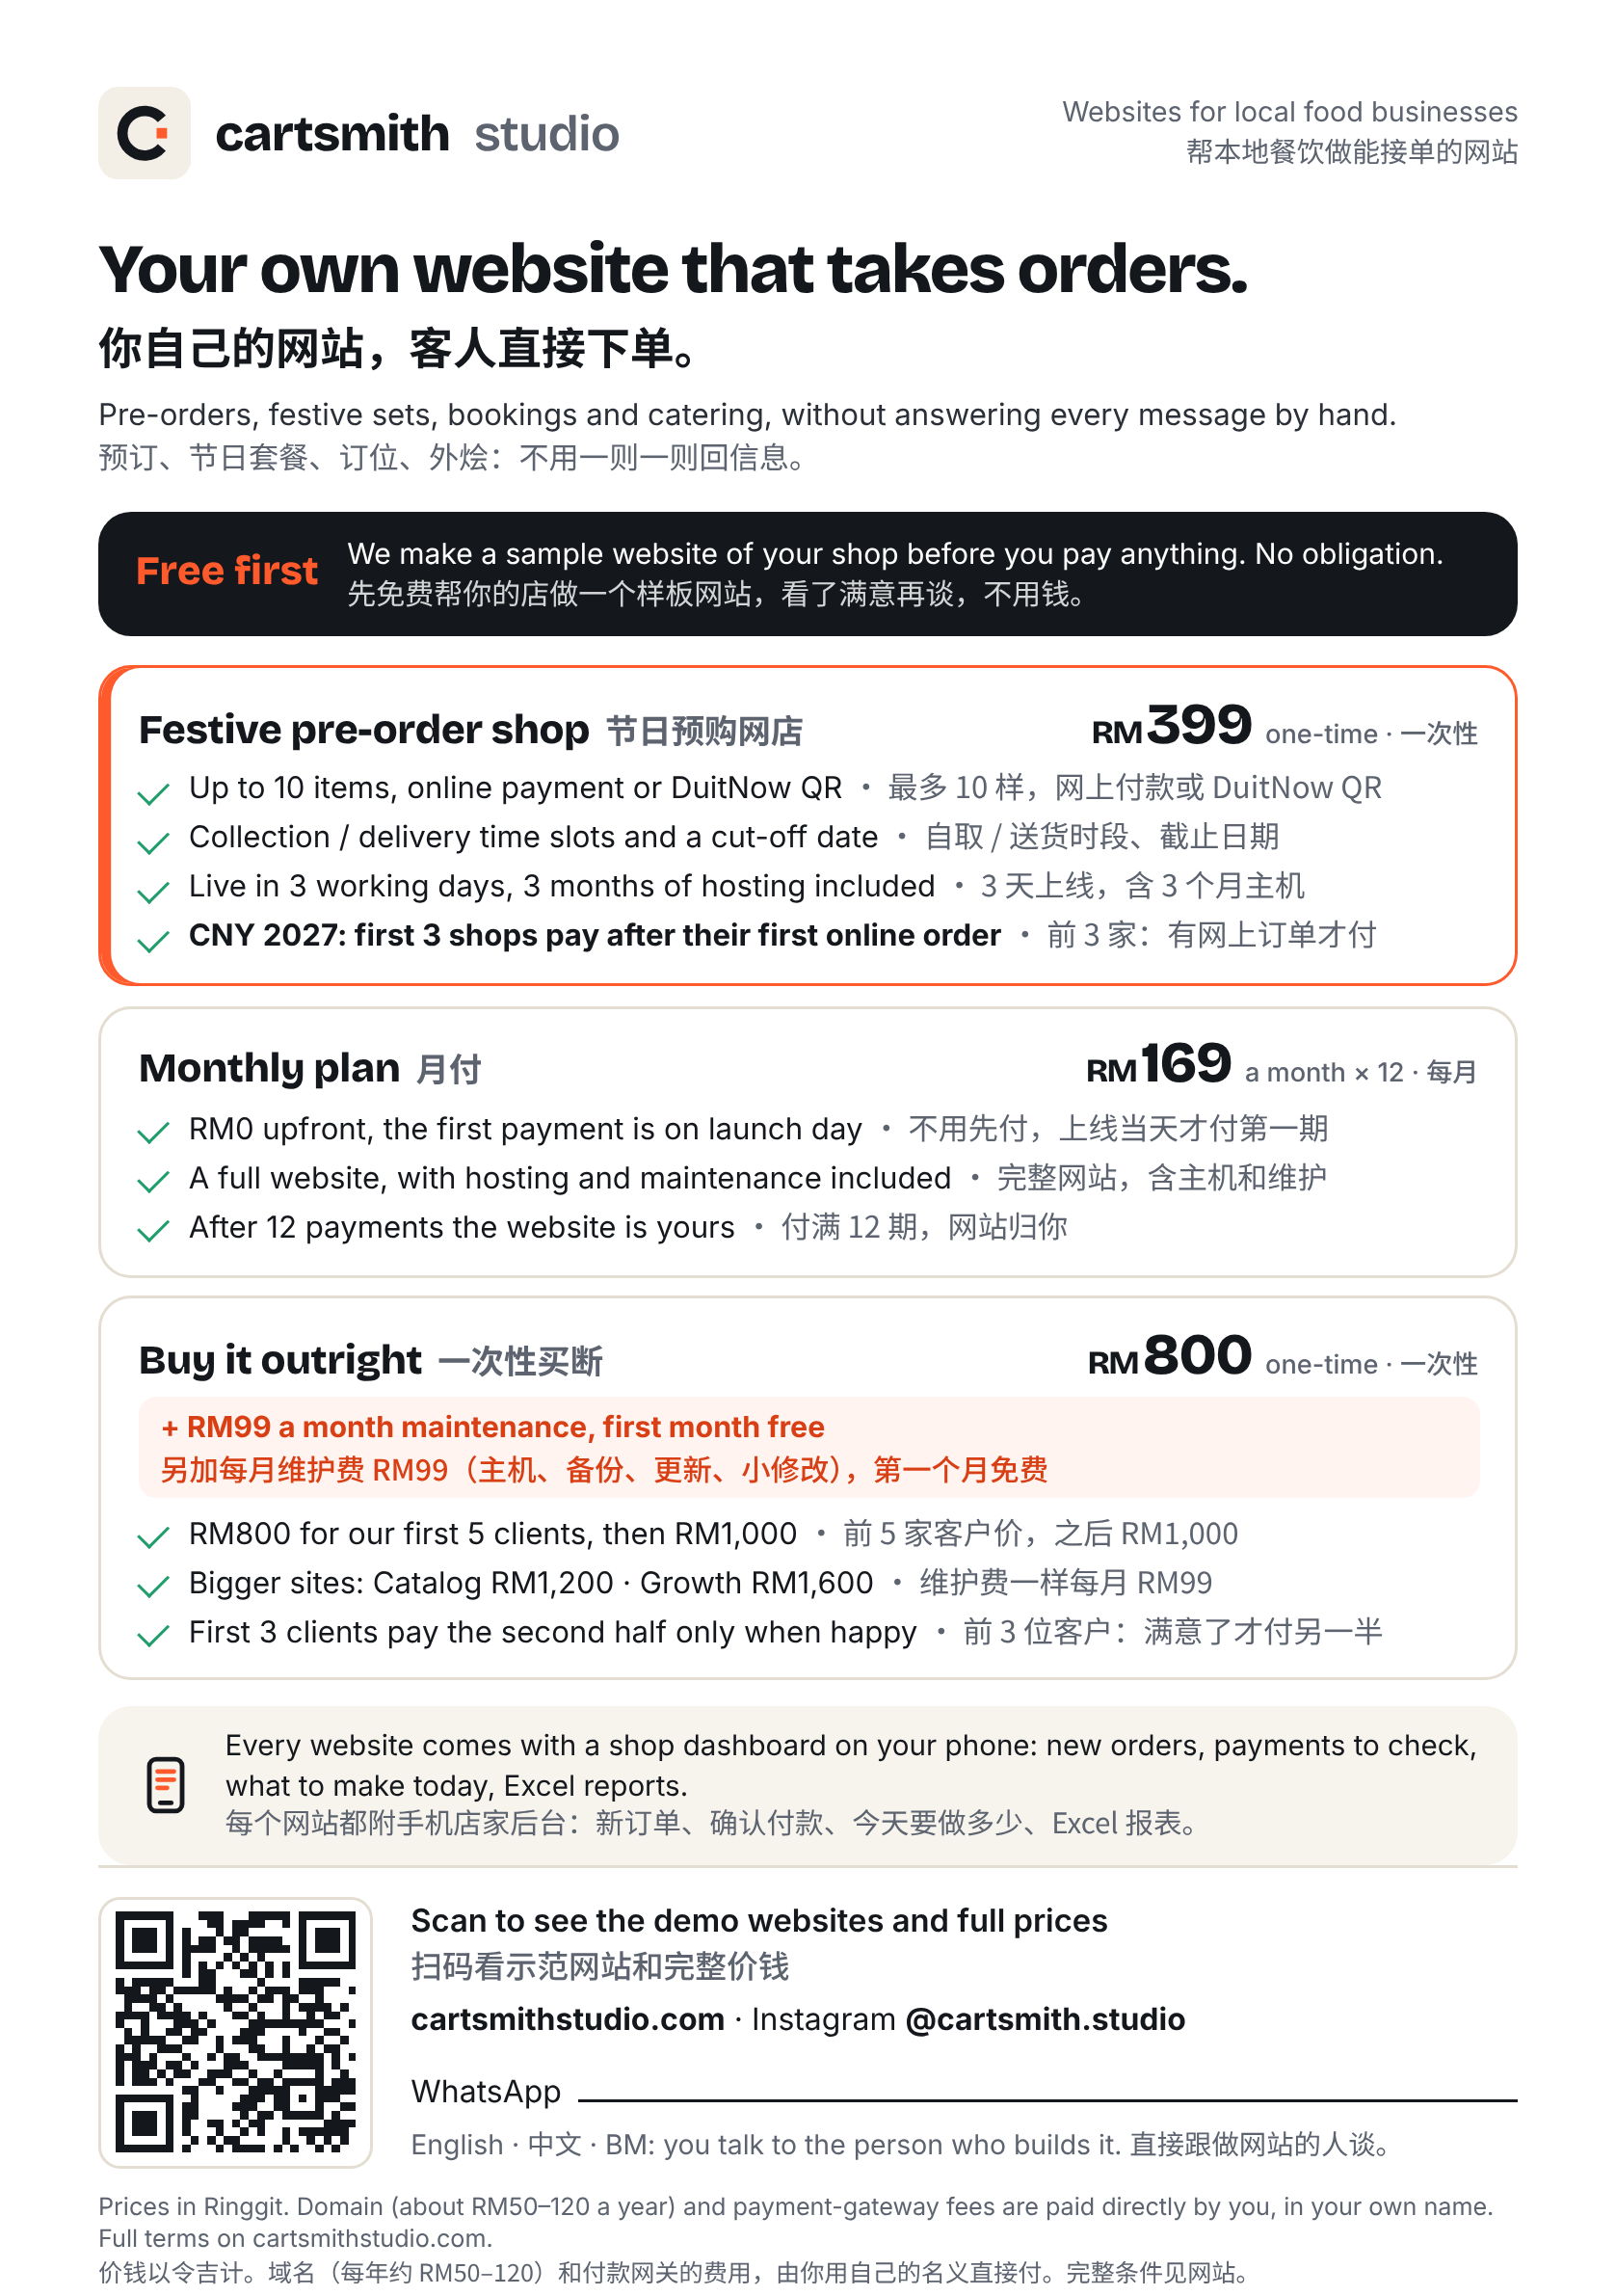 cartsmith studio
Websites for local food businesses
帮本地餐饮做能接单的网站
Your own website that takes orders.
你自己的网站，客人直接下单。
Pre-orders, festive sets, bookings and catering, without answering every message by hand.
预订、节日套餐、订位、外烩：不用一则一则回信息。
Free first
We make a sample website of your shop before you pay anything. No obligation.
先免费帮你的店做一个样板网站，看了满意再谈，不用钱。
Festive pre-order shop 节日预购网店 RM399 one-time · 一次性
Up to 10 items, online payment or DuitNow QR · 最多 10 样，网上付款或 DuitNow QR
Collection / delivery time slots and a cut-off date · 自取 / 送货时段、截止日期
Live in 3 working days, 3 months of hosting included · 3 天上线，含 3 个月主机
CNY 2027: first 3 shops pay after their first online order · 前 3 家：有网上订单才付
Monthly plan 月付 RM169 a month × 12 · 每月
RM0 upfront, the first payment is on launch day · 不用先付，上线当天才付第一期
A full website, with hosting and maintenance included · 完整网站，含主机和维护
After 12 payments the website is yours · 付满 12 期，网站归你
Buy it outright 一次性买断 RM800 one-time · 一次性
+ RM99 a month maintenance, first month free
另加每月维护费 RM99（主机、备份、更新、小修改），第一个月免费
RM800 for our first 5 clients, then RM1,000 · 前 5 家客户价，之后 RM1,000
Bigger sites: Catalog RM1,200 · Growth RM1,600 · 维护费一样每月 RM99
First 3 clients pay the second half only when happy · 前 3 位客户：满意了才付另一半
Every website comes with a shop dashboard on your phone: new orders, payments to check,
what to make today, Excel reports.
每个网站都附手机店家后台：新订单、确认付款、今天要做多少、Excel 报表。
Scan to see the demo websites and full prices
扫码看示范网站和完整价钱
cartsmithstudio.com · Instagram @cartsmith.studio
WhatsApp
English · 中文 · BM: you talk to the person who builds it. 直接跟做网站的人谈。
Prices in Ringgit. Domain (about RM50–120 a year) and payment-gateway fees are paid directly by you, in your own name.
Full terms on cartsmithstudio.com.
价钱以令吉计。域名（每年约 RM50–120）和付款网关的费用，由你用自己的名义直接付。完整条件见网站。